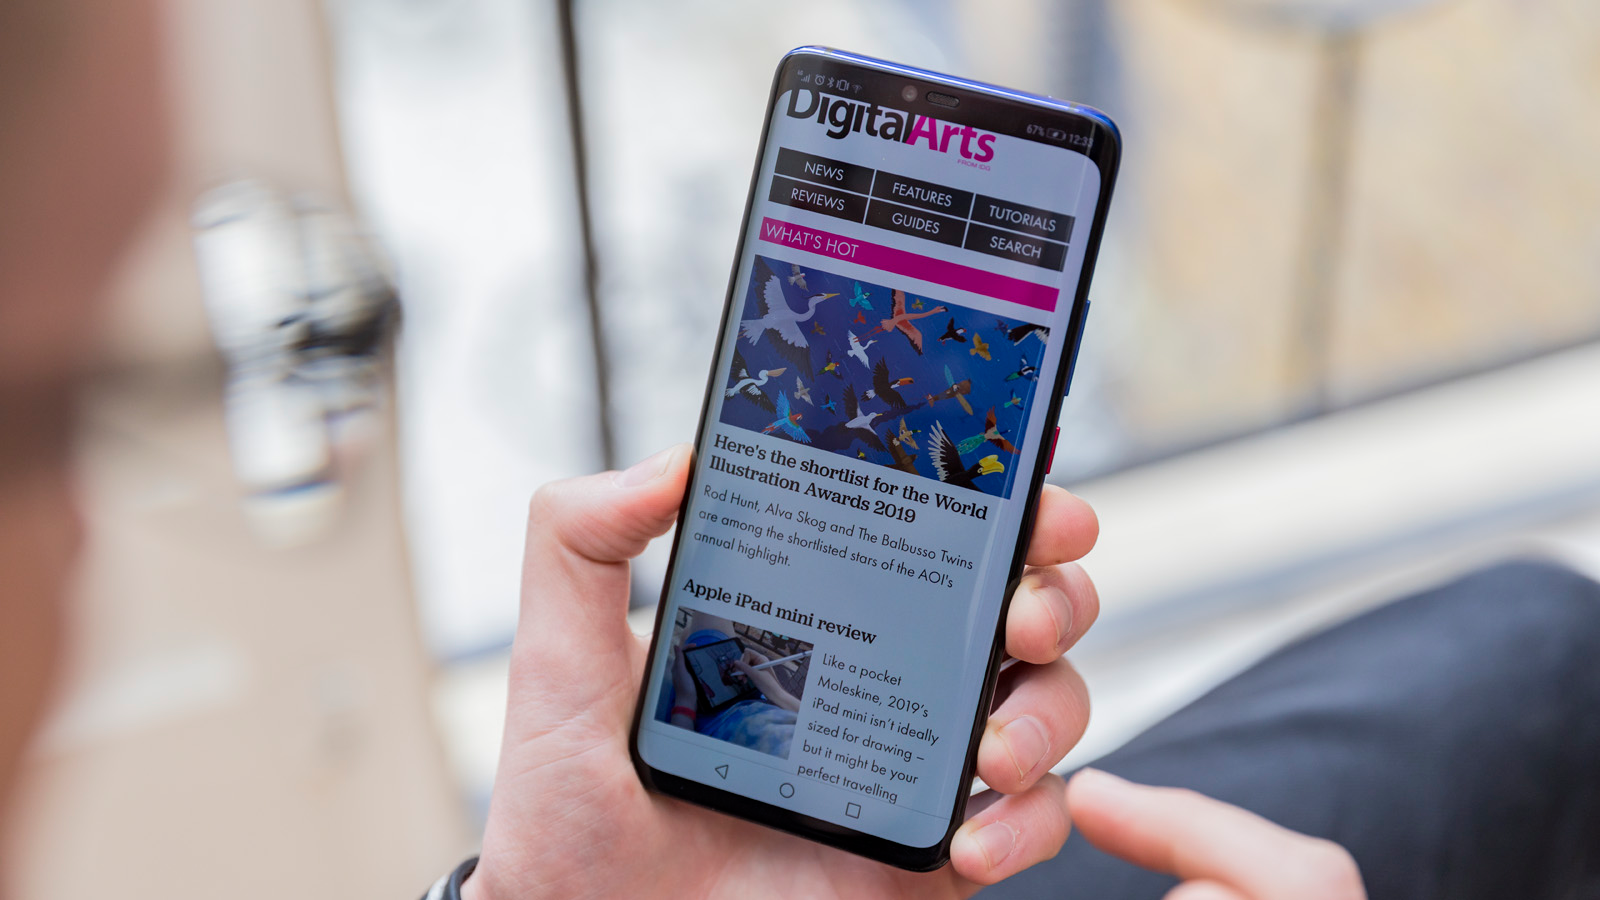 67% 12:33
DigitalArts
FROM IDG
NEWS FEATURES TUTORIALS
REVIEWS GUIDES SEARCH
WHAT'S HOT
Here's the shortlist for the World
Illustration Awards 2019
Rod Hunt, Alva Skog and The Balbusso Twins
are among the shortlisted stars of the AOI's
annual highlight.
Apple iPad mini review
Like a pocket
Moleskine, 2019's
iPad mini isn't ideally
sized for drawing –
but it might be your
perfect travelling